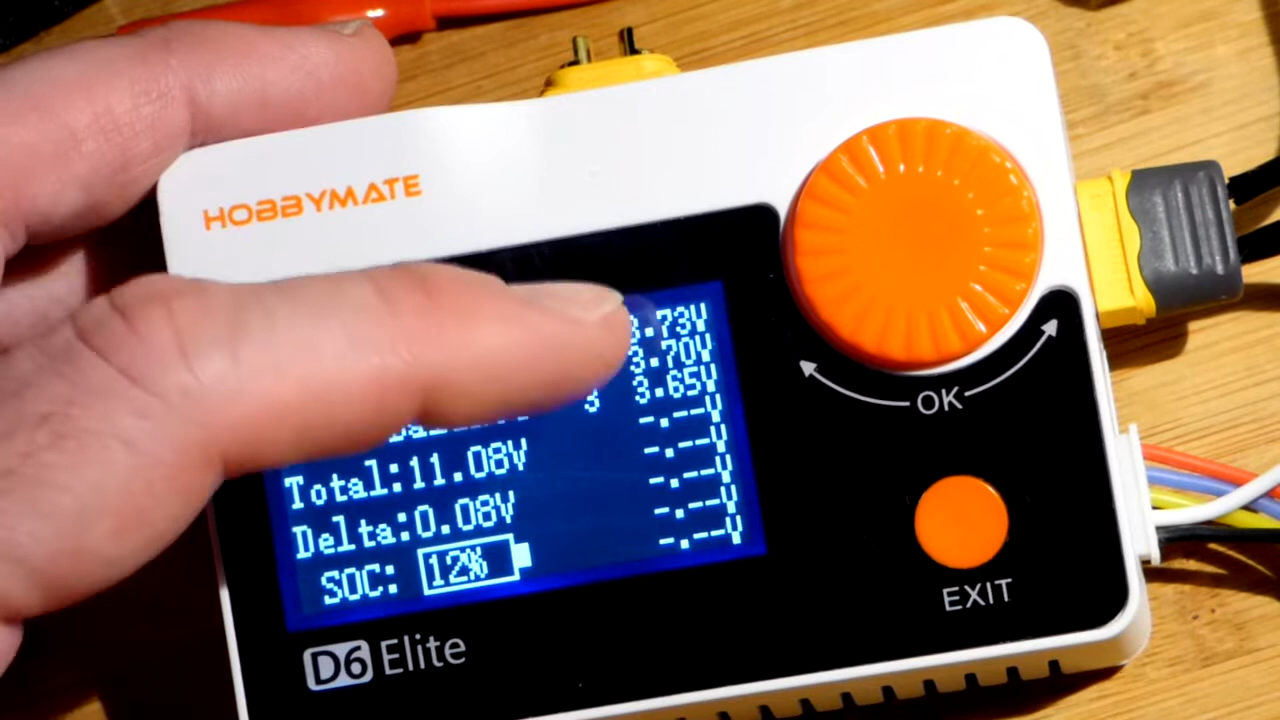 HOBBYMATE
3.73V
3.70V
3 3.65V
-.--V
Total:11.08V
-.--V
-.--V
Delta:0.08V
-.--V
SOC: 12%
-.--V
OK
EXIT
D6 Elite